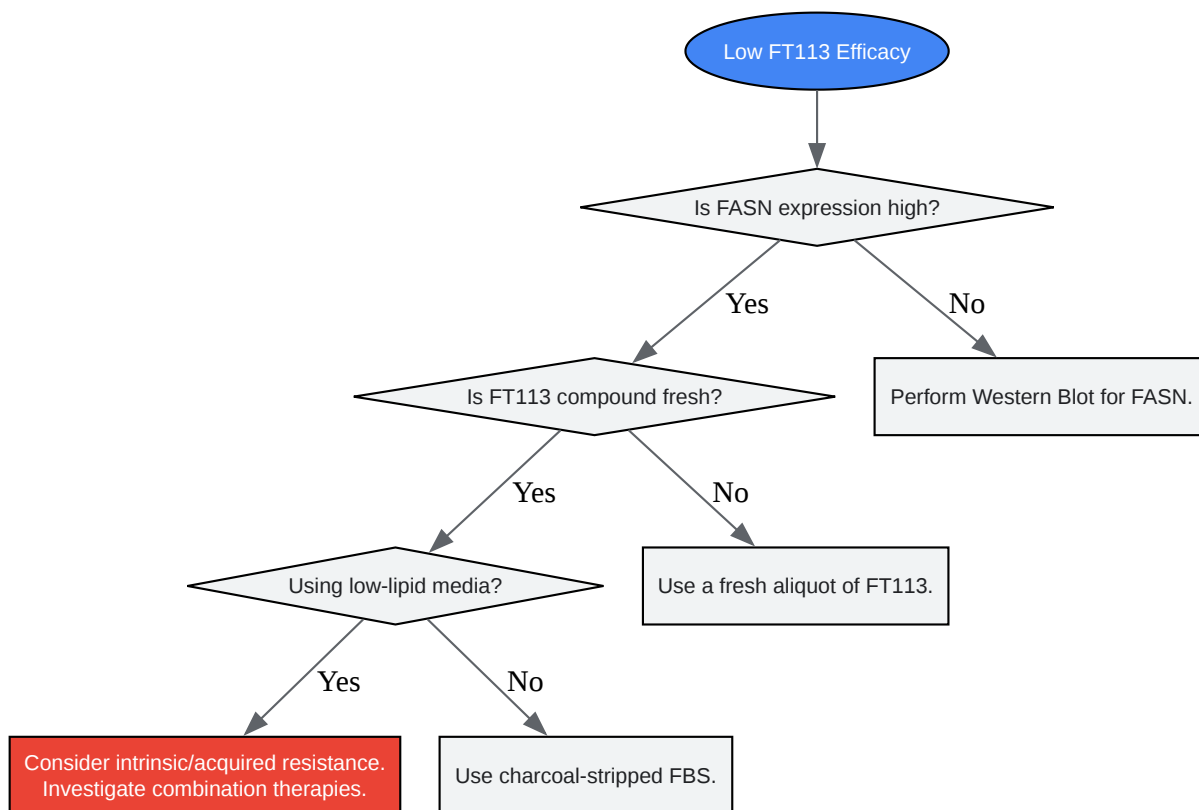 Low FT113 Efficacy
Is FASN expression high?
Yes
No
Is FT113 compound fresh?
Perform Western Blot for FASN.
Yes
No
Using low-lipid media?
Use a fresh aliquot of FT113.
Yes
No
Consider intrinsic/acquired resistance.
Investigate combination therapies.
Use charcoal-stripped FBS.